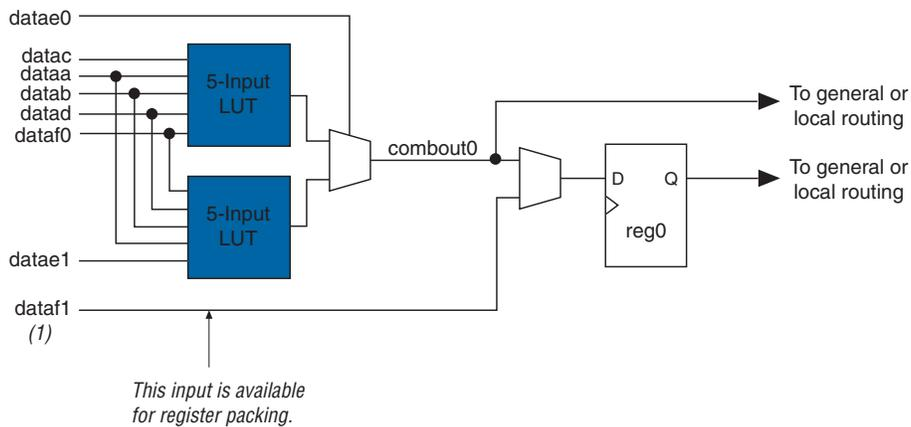 datae0
datac
dataa
datab
datad
dataf0
5-Input
LUT
5-Input
LUT
datae1
dataf1
(1)
combout0
D
Q
reg0
To general or
local routing
To general or
local routing
This input is available
for register packing.